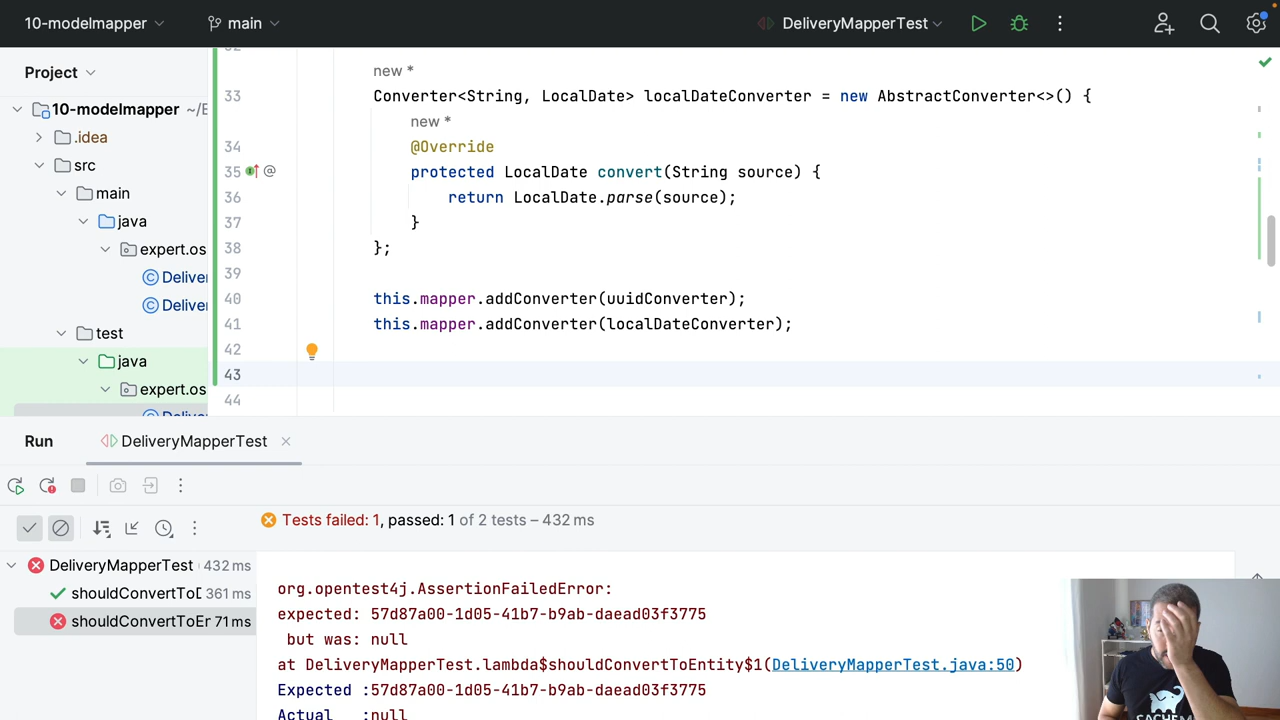 10-modelmapper
main
DeliveryMapperTest
Project
10-modelmapper ~/E
.idea
src
main
java
expert.os
Deliver
Deliver
test
java
expert.os
new *
33 Converter<String, LocalDate> localDateConverter = new AbstractConverter<>() {
new *
34 @Override
35 protected LocalDate convert(String source) {
36 return LocalDate.parse(source);
37 }
38 };
39
40 this.mapper.addConverter(uuidConverter);
41 this.mapper.addConverter(localDateConverter);
42
43
44
Run DeliveryMapperTest
Tests failed: 1, passed: 1 of 2 tests – 432 ms
DeliveryMapperTest 432 ms
shouldConvertToD 361 ms
shouldConvertToEr 71 ms
org.opentest4j.AssertionFailedError:
expected: 57d87a00-1d05-41b7-b9ab-daead03f3775
but was: null
at DeliveryMapperTest.lambda$shouldConvertToEntity$1(DeliveryMapperTest.java:50)
Expected :57d87a00-1d05-41b7-b9ab-daead03f3775
Actual :null